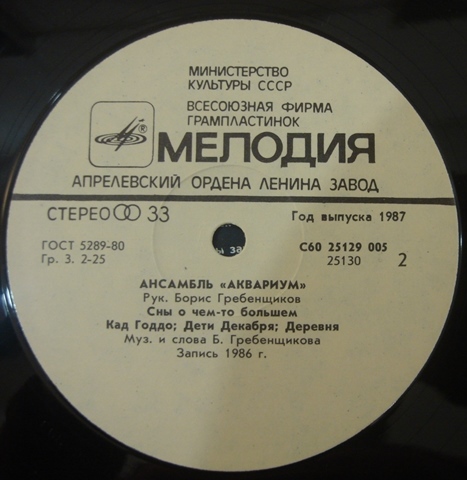 МИНИСТЕРСТВО
КУЛЬТУРЫ СССР
ВСЕСОЮЗНАЯ ФИРМА
ГРАМПЛАСТИНОК
® МЕЛОДИЯ
АПРЕЛЕВСКИЙ ОРДЕНА ЛЕНИНА ЗАВОД
СТЕРЕО 33
Год выпуска 1987
ГОСТ 5289-80
Гр. 3. 2-25
С60 25129 005
25130 2
АНСАМБЛЬ «АКВАРИУМ»
Рук. Борис Гребенщиков
Сны о чем-то большем
Кад Годдо; Дети Декабря; Деревня
Муз. и слова Б. Гребенщикова
Запись 1986 г.